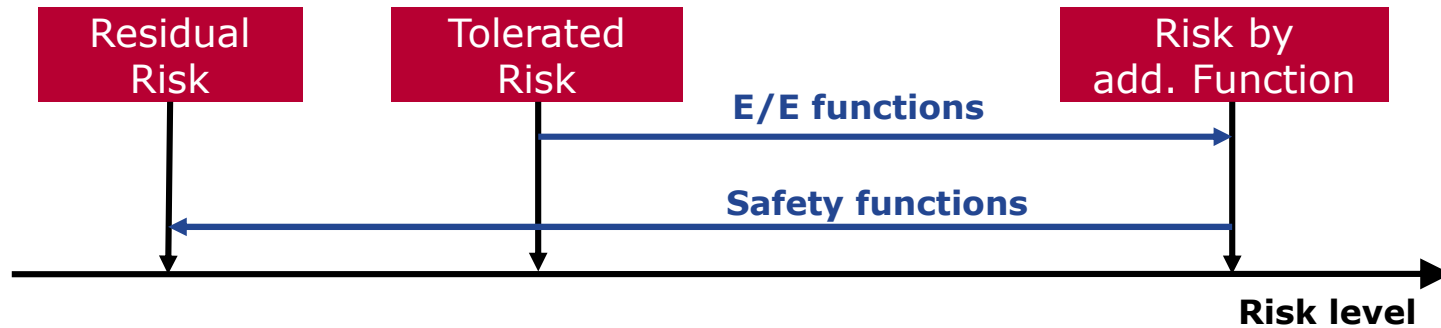 Residual
Risk
Tolerated
Risk
Risk by
add. Function
E/E functions
Safety functions
Risk level